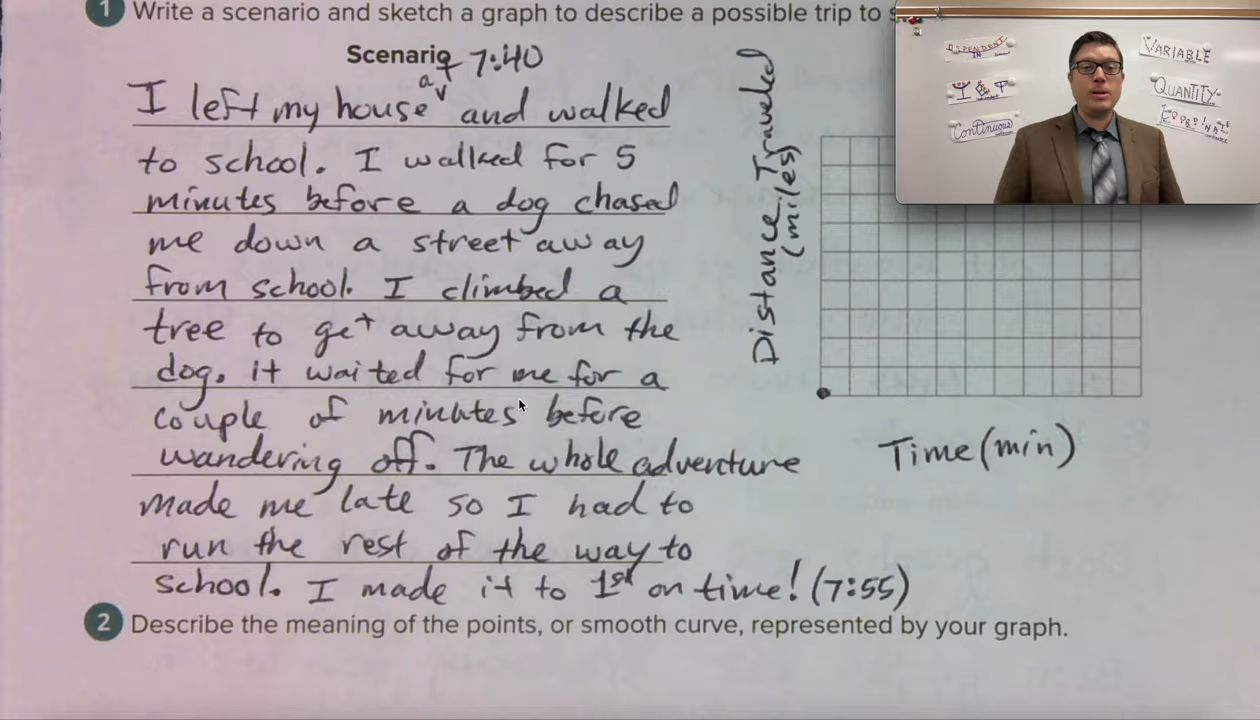 1 Write a scenario and sketch a graph to describe a possible trip to
Scenario
at 7:40
I left my house and walked
to school. I walked for 5
minutes before a dog chased
me down a street away
from school. I climbed a
tree to get away from the
dog. it waited for me for a
couple of minutes before
wandering off. The whole adventure
made me late so I had to
run the rest of the way to
school. I made it to 1st on time! (7:55)
Distance Traveled
(miles)
Time (min)
VARIABLE
QUANTITY
Continuous
DEPENDENT
IN
2 Describe the meaning of the points, or smooth curve, represented by your graph.